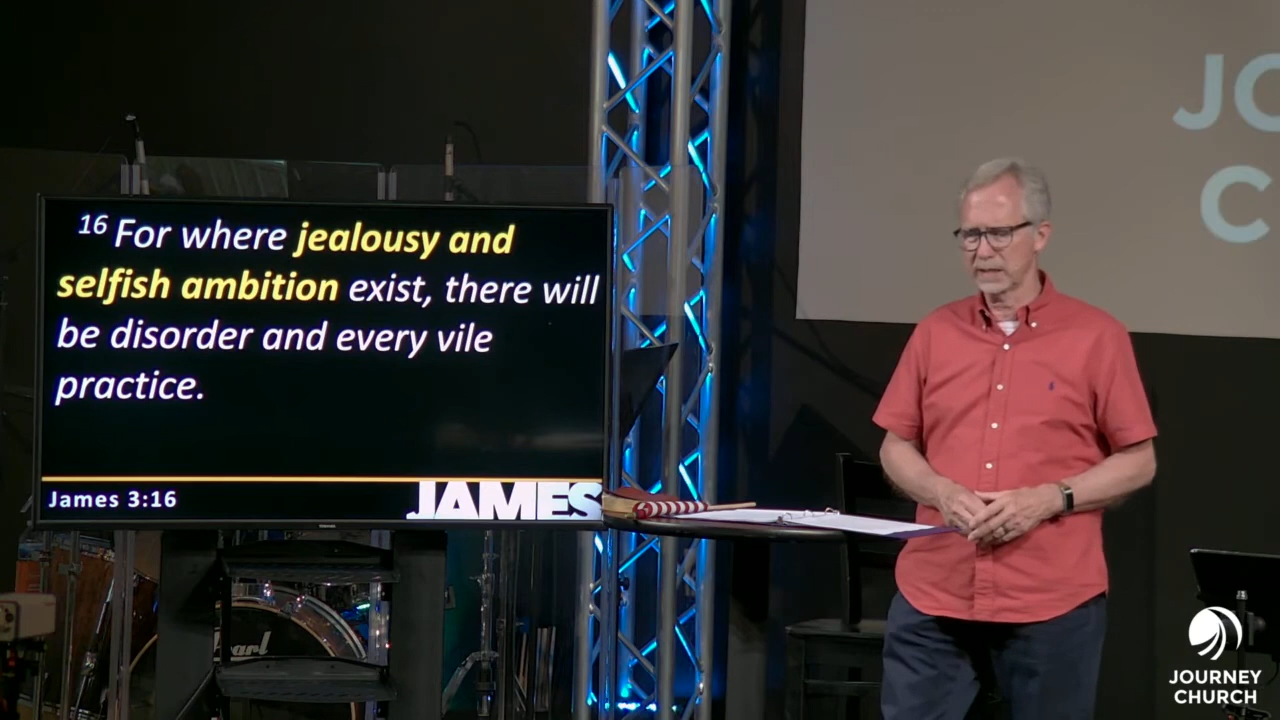 16 For where jealousy and
selfish ambition exist, there will
be disorder and every vile
practice.
James 3:16
JAMES
JO
C
Pearl
JOURNEY
CHURCH